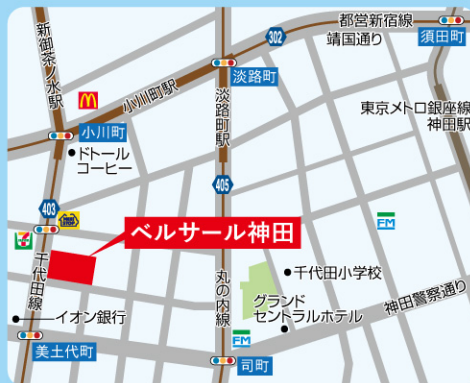 都営新宿線
302
靖国通り
須田町
新御茶ノ水駅
淡路町
小川町駅
小川町
淡路町駅
東京メトロ銀座線
神田駅
ドトール
コーヒー
405
403
ベルサール神田
FM
千代田線
丸の内線
千代田小学校
グランド
セントラルホテル
神田警察通り
イオン銀行
FM
美土代町
司町